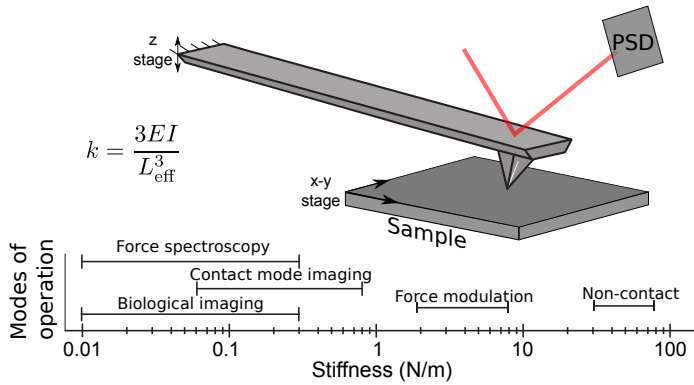 z
stage
PSD
k = 3EI / L³eff
x-y
stage
Sample
Modes of
operation
Force spectroscopy
Contact mode imaging
Biological imaging
Force modulation
Non-contact
0.01 0.1 1 10 100
Stiffness (N/m)